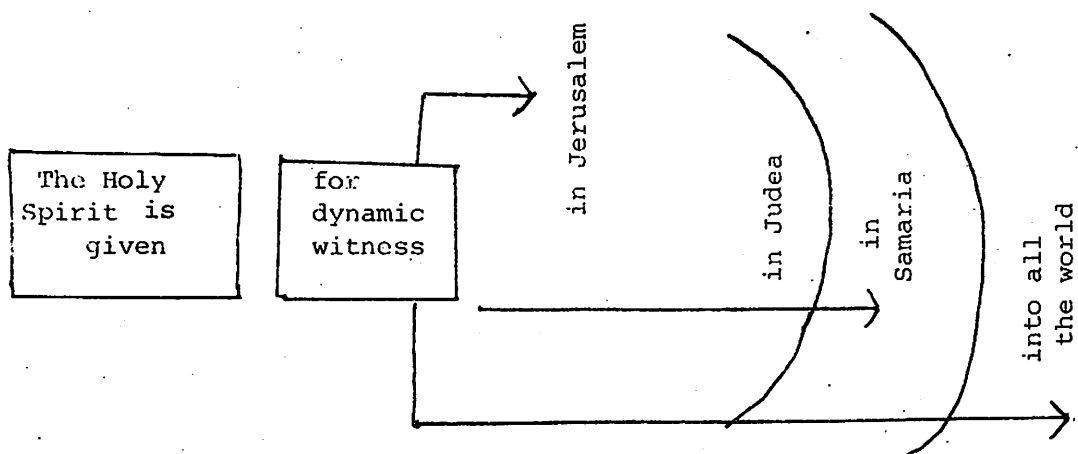 The Holy
Spirit is
given
for
dynamic
witness
in Jerusalem
in Judea
in
Samaria
into all
the world